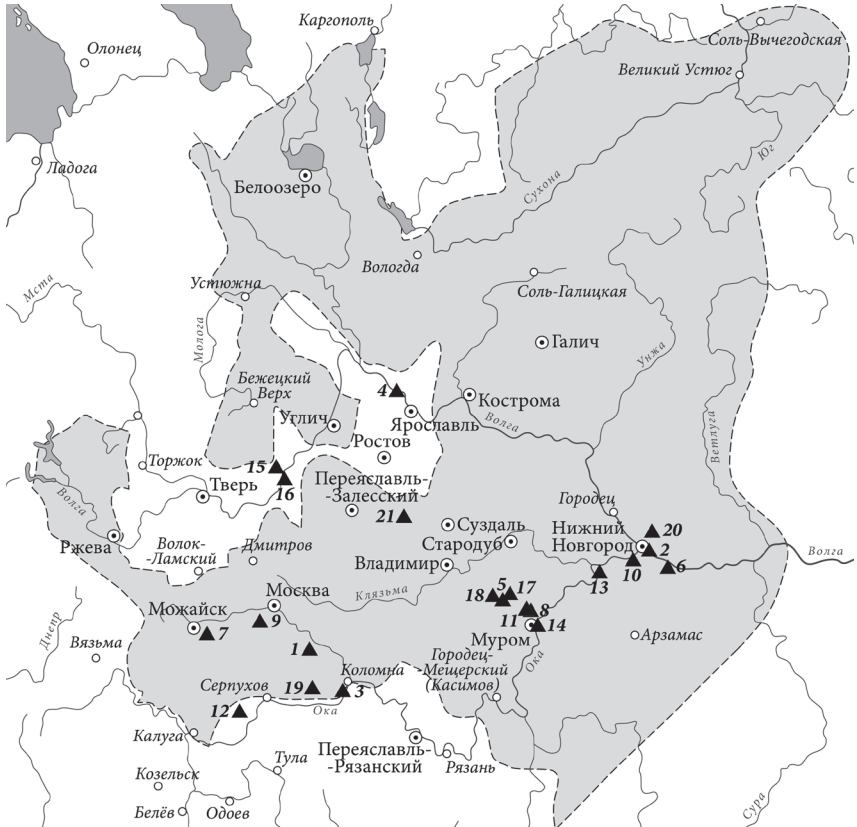 Каргополь
Соль-Вычегодская
Олонец
Великий Устюг
Ладога
Юг
Белоозеро
Сухона
Вологда
Соль-Галицкая
Мста
Устюжна
Молога
Галич
Унжа
Бежецкий
Верх
4
Кострома
Волга
Углич
Ярославль
Ветлуга
Ростов
15
Торжок
16
Переяславль-
-Залесский
Тверь
Волга
21
Городец
Суздаль
20
Ржева
Стародуб
Нижний
Новгород
2
Волок-
-Ламский
Дмитров
Владимир
10
6
Волга
13
Клязьма
Москва
18
5
17
Можайск
11
8
7
9
14
Днепр
Муром
Арзамас
Вязьма
1
Городец-
-Мещерский
(Касимов)
Ока
Коломна
Серпухов
19
3
12
Ока
Калуга
Переяславль-
-Рязанский
Рязань
Тула
Козельск
Белёв
Одоев
Сура